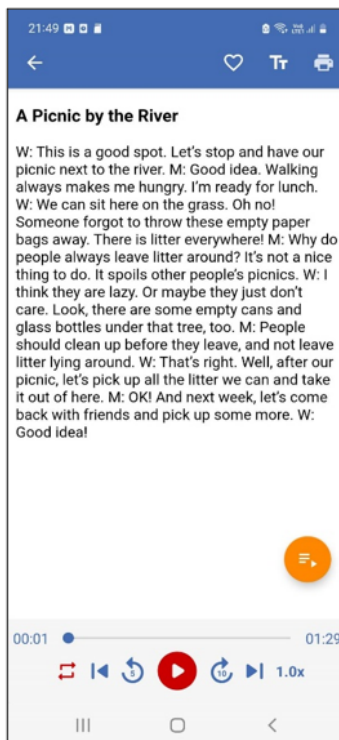 21:49
A Picnic by the River
W: This is a good spot. Let's stop and have our
picnic next to the river. M: Good idea. Walking
always makes me hungry. I'm ready for lunch.
W: We can sit here on the grass. Oh no!
Someone forgot to throw these empty paper
bags away. There is litter everywhere! M: Why do
people always leave litter around? It's not a nice
thing to do. It spoils other people's picnics. W: I
think they are lazy. Or maybe they just don't
care. Look, there are some empty cans and
glass bottles under that tree, too. M: People
should clean up before they leave, and not leave
litter lying around. W: That's right. Well, after our
picnic, let's pick up all the litter we can and take
it out of here. M: OK! And next week, let's come
back with friends and pick up some more. W:
Good idea!
00:01 01:29
5 10 1.0x